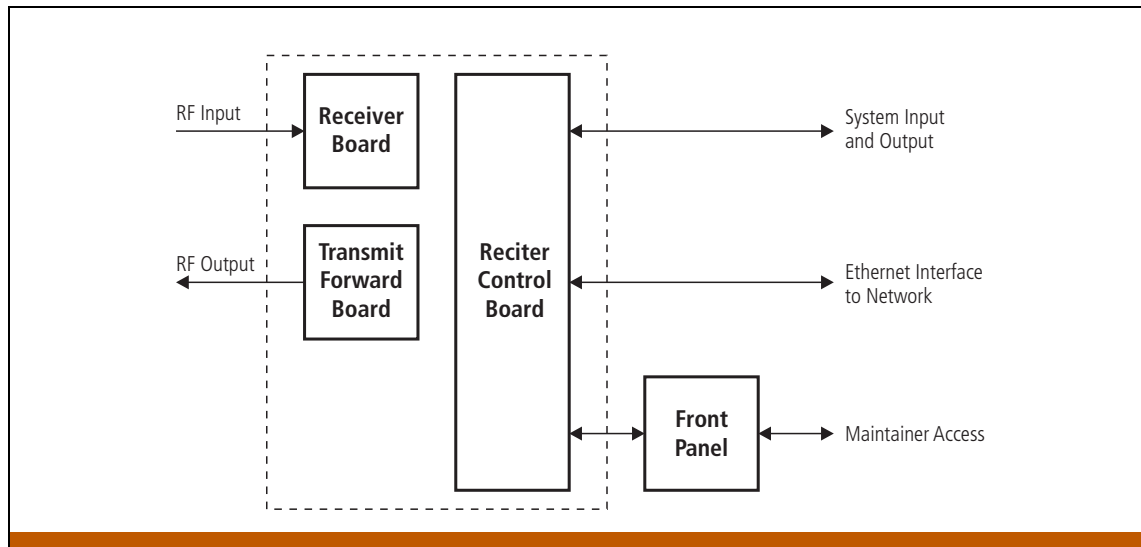 RF Input
Receiver
Board
System Input
and Output
RF Output
Transmit
Forward
Board
Reciter
Control
Board
Ethernet Interface
to Network
Front
Panel
Maintainer Access